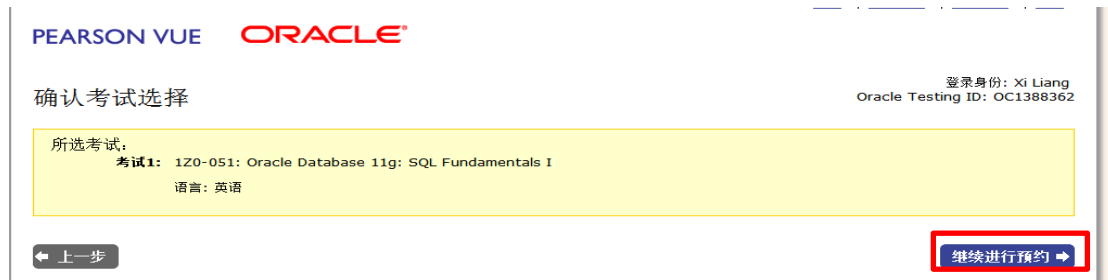 PEARSON VUE ORACLE®
登录身份: Xi Liang
确认考试选择
Oracle Testing ID: OC1388362
所选考试:
考试1: 1Z0-051: Oracle Database 11g: SQL Fundamentals I
语言: 英语
上一步 继续进行预约